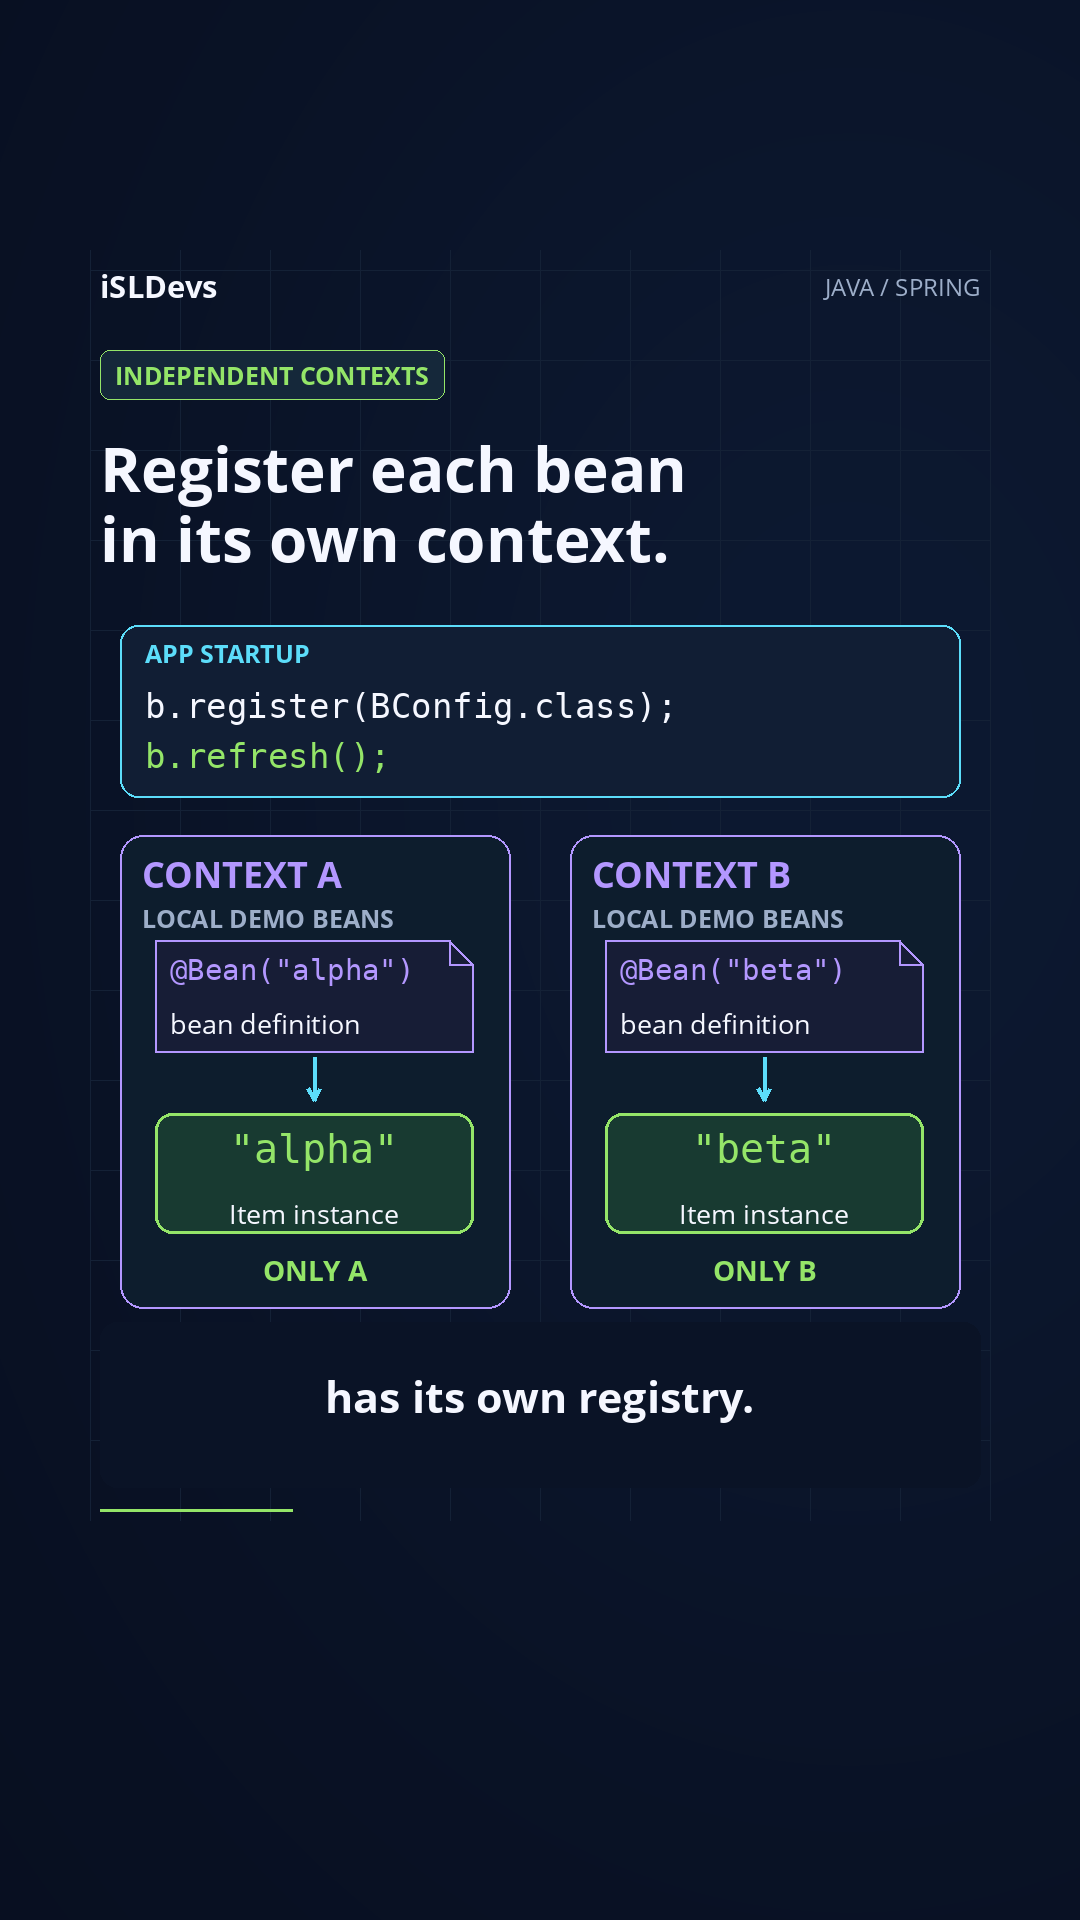 iSLDevs
JAVA / SPRING
INDEPENDENT CONTEXTS
Register each bean
in its own context.
APP STARTUP
b.register(BConfig.class);
b.refresh();
CONTEXT A
LOCAL DEMO BEANS
@Bean("alpha")
bean definition
"alpha"
Item instance
ONLY A
CONTEXT B
LOCAL DEMO BEANS
@Bean("beta")
bean definition
"beta"
Item instance
ONLY B
has its own registry.